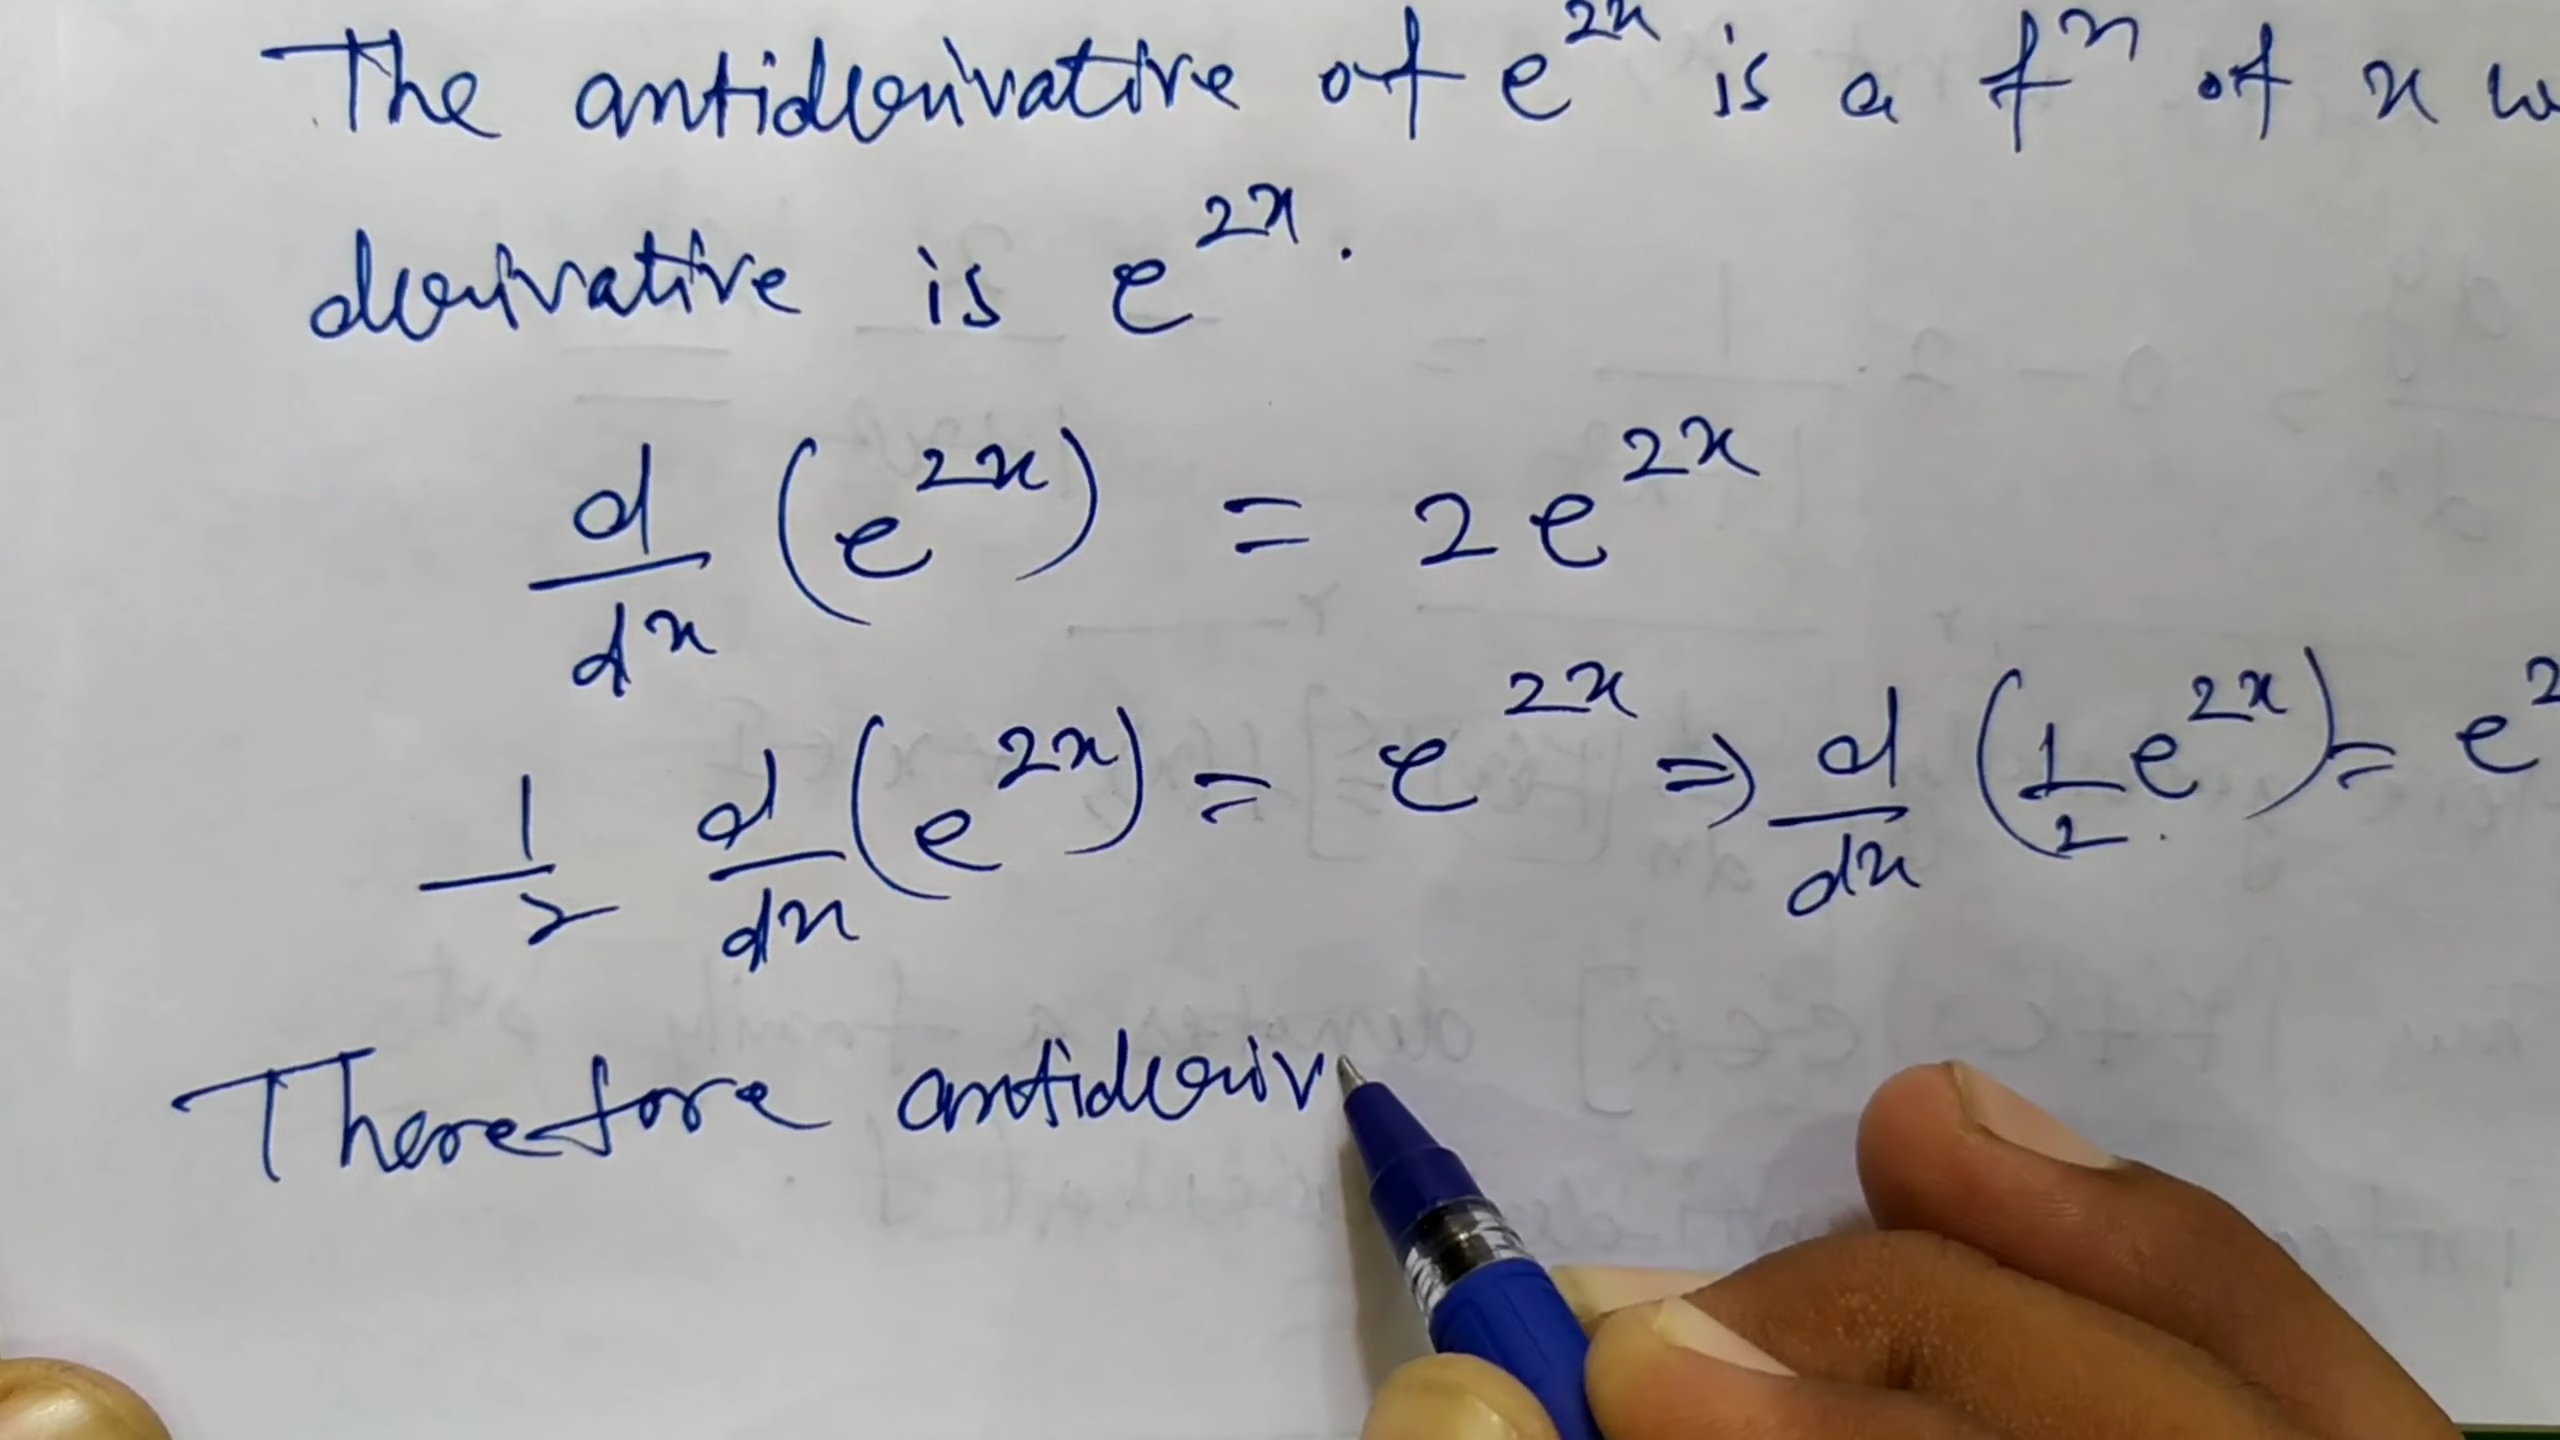 The antiderivative of e^{2x} is a f^n of x w
derivative is e^{2x}.
d/dx (e^{2x}) = 2e^{2x}
1/2 d/dx (e^{2x}) = e^{2x} ⇒ d/dx (1/2 e^{2x}) = e^2
Therefore antideriv